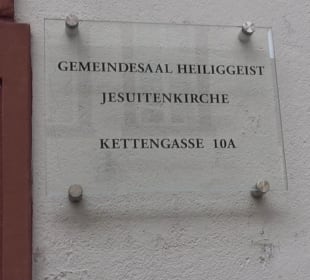 GEMEINDESAAL HEILIGGEIST
JESUITENKIRCHE
KETTENGASSE 10A